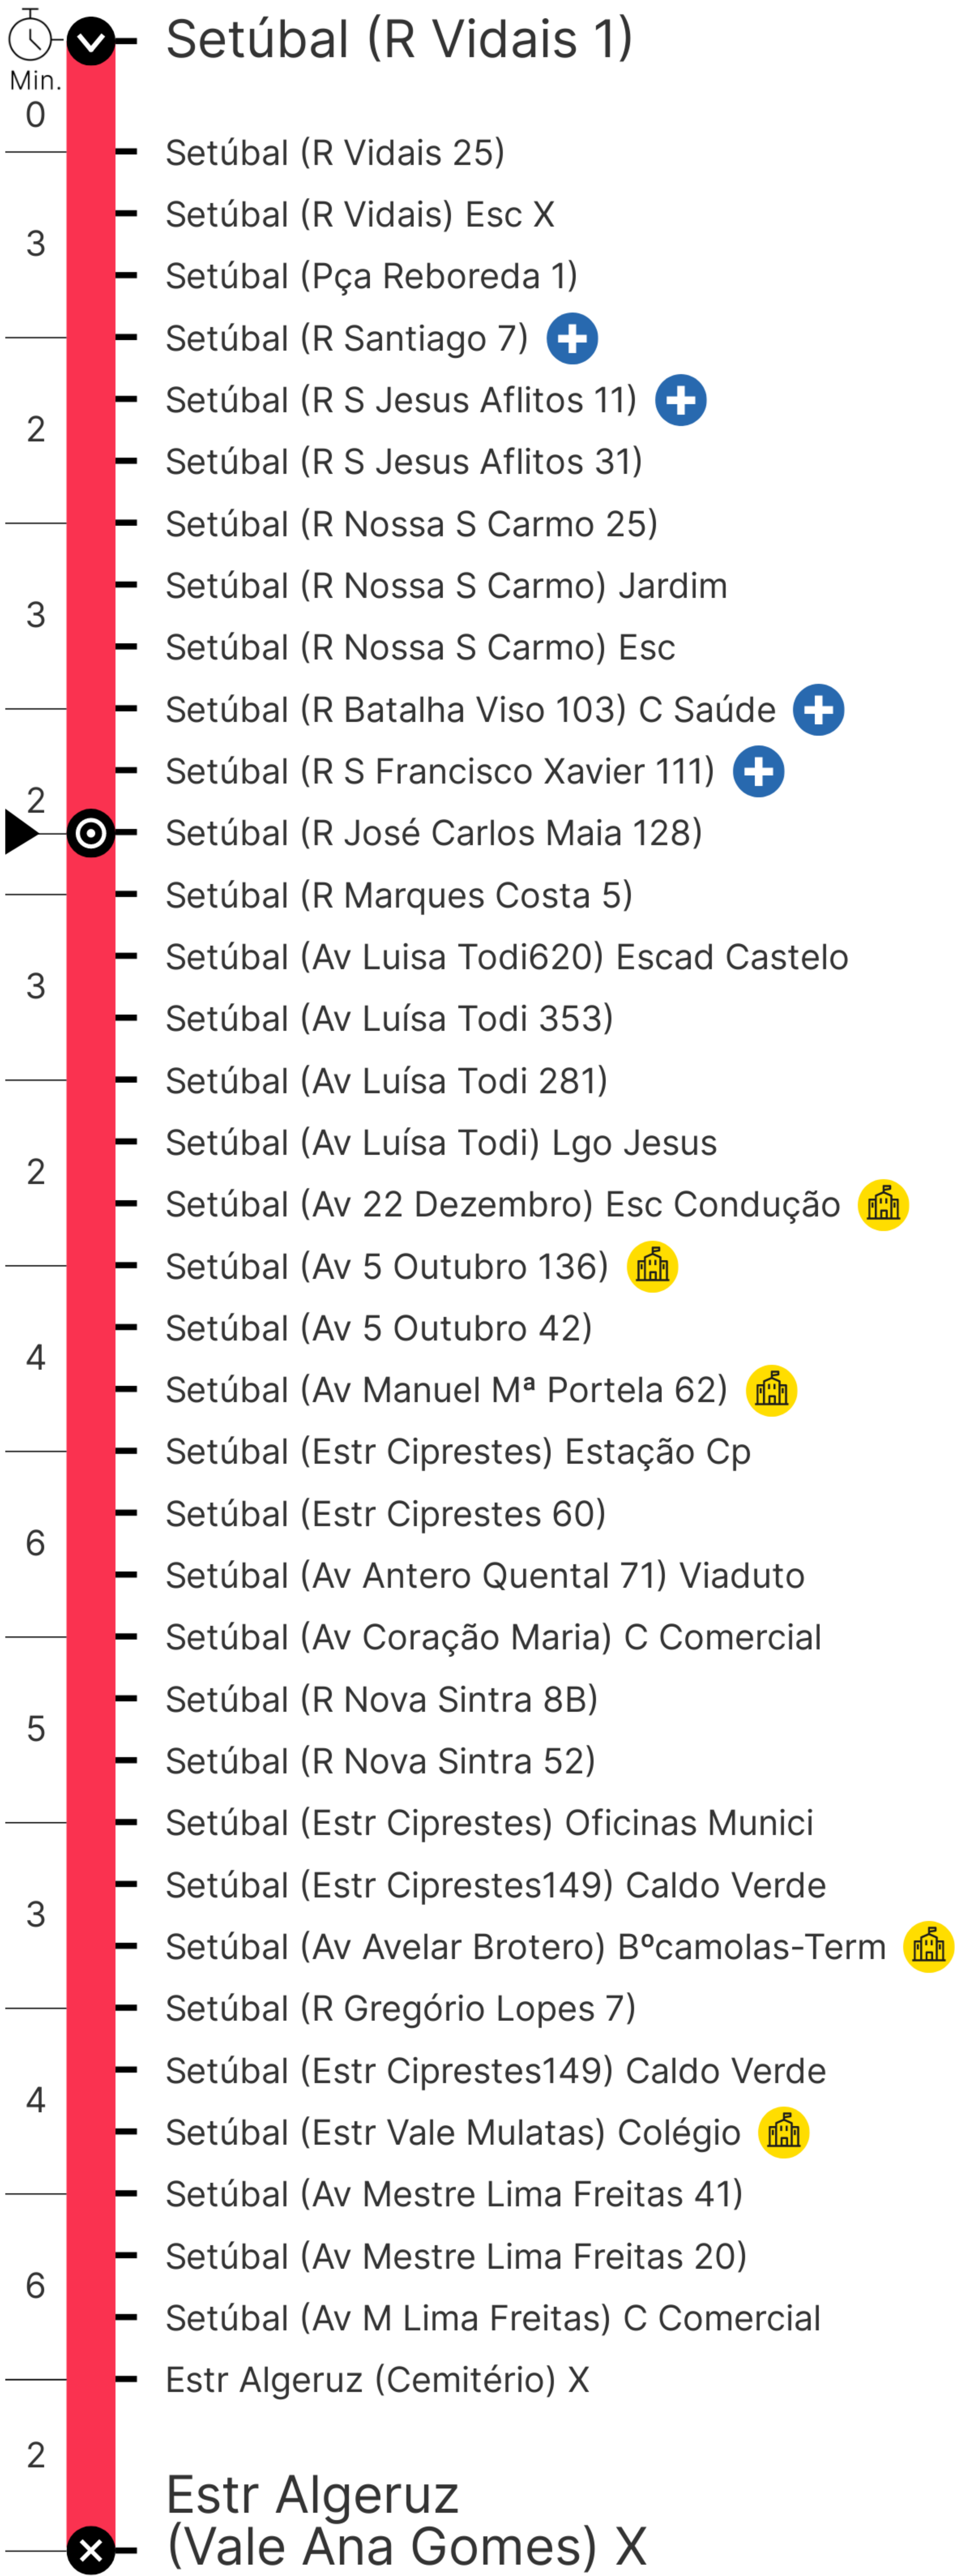 Setúbal (R Vidais 1)
Min.
0
Setúbal (R Vidais 25)
Setúbal (R Vidais) Esc X
3
Setúbal (Pça Reboreda 1)
Setúbal (R Santiago 7)
Setúbal (R S Jesus Aflitos 11)
2
Setúbal (R S Jesus Aflitos 31)
Setúbal (R Nossa S Carmo 25)
Setúbal (R Nossa S Carmo) Jardim
3
Setúbal (R Nossa S Carmo) Esc
Setúbal (R Batalha Viso 103) C Saúde
Setúbal (R S Francisco Xavier 111)
2
Setúbal (R José Carlos Maia 128)
Setúbal (R Marques Costa 5)
Setúbal (Av Luisa Todi620) Escad Castelo
3
Setúbal (Av Luísa Todi 353)
Setúbal (Av Luísa Todi 281)
Setúbal (Av Luísa Todi) Lgo Jesus
2
Setúbal (Av 22 Dezembro) Esc Condução
Setúbal (Av 5 Outubro 136)
Setúbal (Av 5 Outubro 42)
4
Setúbal (Av Manuel Mª Portela 62)
Setúbal (Estr Ciprestes) Estação Cp
Setúbal (Estr Ciprestes 60)
6
Setúbal (Av Antero Quental 71) Viaduto
Setúbal (Av Coração Maria) C Comercial
Setúbal (R Nova Sintra 8B)
5
Setúbal (R Nova Sintra 52)
Setúbal (Estr Ciprestes) Oficinas Munici
Setúbal (Estr Ciprestes149) Caldo Verde
3
Setúbal (Av Avelar Brotero) Bºcamolas-Term
Setúbal (R Gregório Lopes 7)
Setúbal (Estr Ciprestes149) Caldo Verde
4
Setúbal (Estr Vale Mulatas) Colégio
Setúbal (Av Mestre Lima Freitas 41)
Setúbal (Av Mestre Lima Freitas 20)
6
Setúbal (Av M Lima Freitas) C Comercial
Estr Algeruz (Cemitério) X
2
Estr Algeruz
(Vale Ana Gomes) X